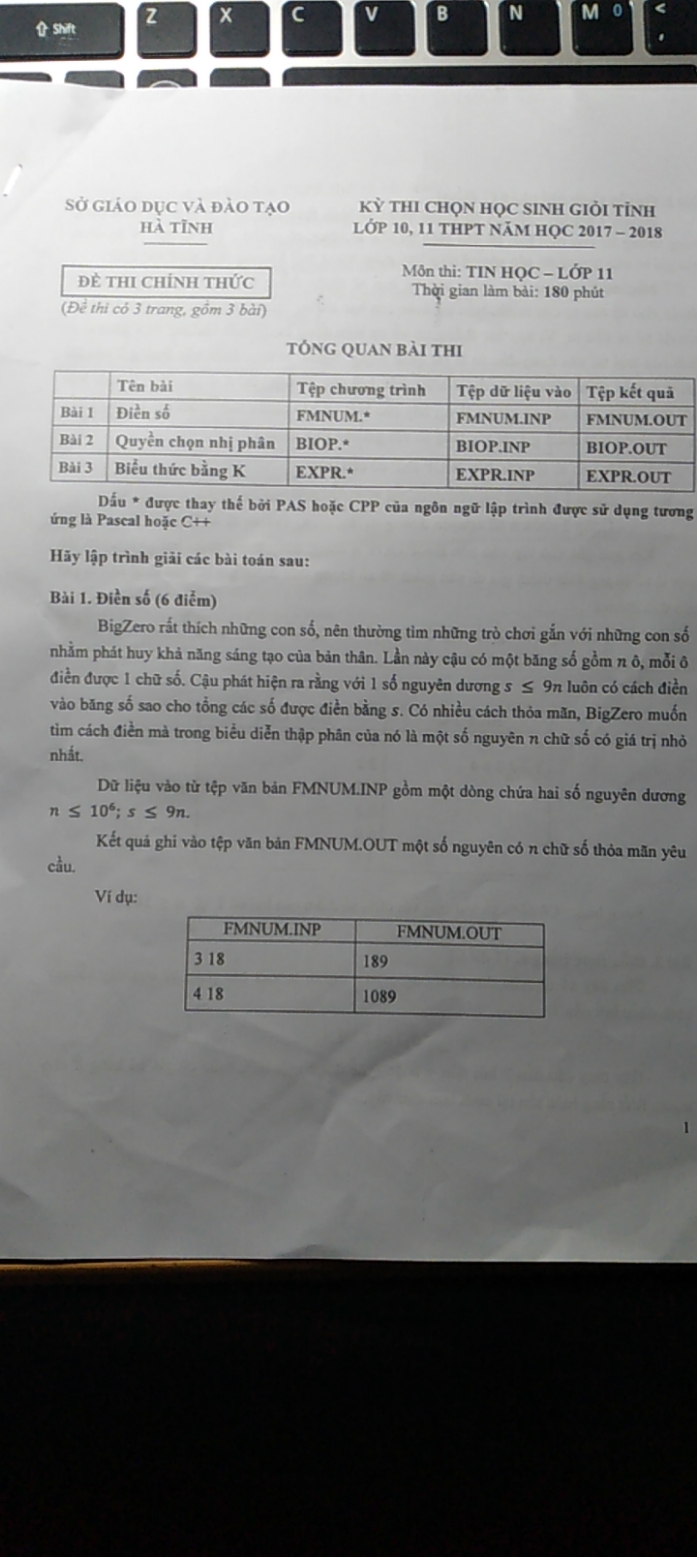 ⇧ Shift
Z X C V B N M 0 <
,
SỞ GIÁO DỤC VÀ ĐÀO TẠO
HÀ TĨNH
KỲ THI CHỌN HỌC SINH GIỎI TỈNH
LỚP 10, 11 THPT NĂM HỌC 2017 – 2018
ĐỀ THI CHÍNH THỨC
(Đề thi có 3 trang, gồm 3 bài)
Môn thi: TIN HỌC – LỚP 11
Thời gian làm bài: 180 phút
TỔNG QUAN BÀI THI
Tên bài Tệp chương trình Tệp dữ liệu vào Tệp kết quả
Bài 1 Điền số FMNUM.* FMNUM.INP FMNUM.OUT
Bài 2 Quyền chọn nhị phân BIOP.* BIOP.INP BIOP.OUT
Bài 3 Biểu thức bằng K EXPR.* EXPR.INP EXPR.OUT
Dấu * được thay thế bởi PAS hoặc CPP của ngôn ngữ lập trình được sử dụng tương
ứng là Pascal hoặc C++
Hãy lập trình giải các bài toán sau:
Bài 1. Điền số (6 điểm)
BigZero rất thích những con số, nên thường tìm những trò chơi gắn với những con số
nhằm phát huy khả năng sáng tạo của bản thân. Lần này cậu có một băng số gồm n ô, mỗi ô
điền được 1 chữ số. Cậu phát hiện ra rằng với 1 số nguyên dương s ≤ 9n luôn có cách điền
vào băng số sao cho tổng các số được điền bằng s. Có nhiều cách thỏa mãn, BigZero muốn
tìm cách điền mà trong biểu diễn thập phân của nó là một số nguyên n chữ số có giá trị nhỏ
nhất.
Dữ liệu vào từ tệp văn bản FMNUM.INP gồm một dòng chứa hai số nguyên dương
n ≤ 10⁶; s ≤ 9n.
Kết quả ghi vào tệp văn bản FMNUM.OUT một số nguyên có n chữ số thỏa mãn yêu
cầu.
Ví dụ:
FMNUM.INP FMNUM.OUT
3 18 189
4 18 1089
1